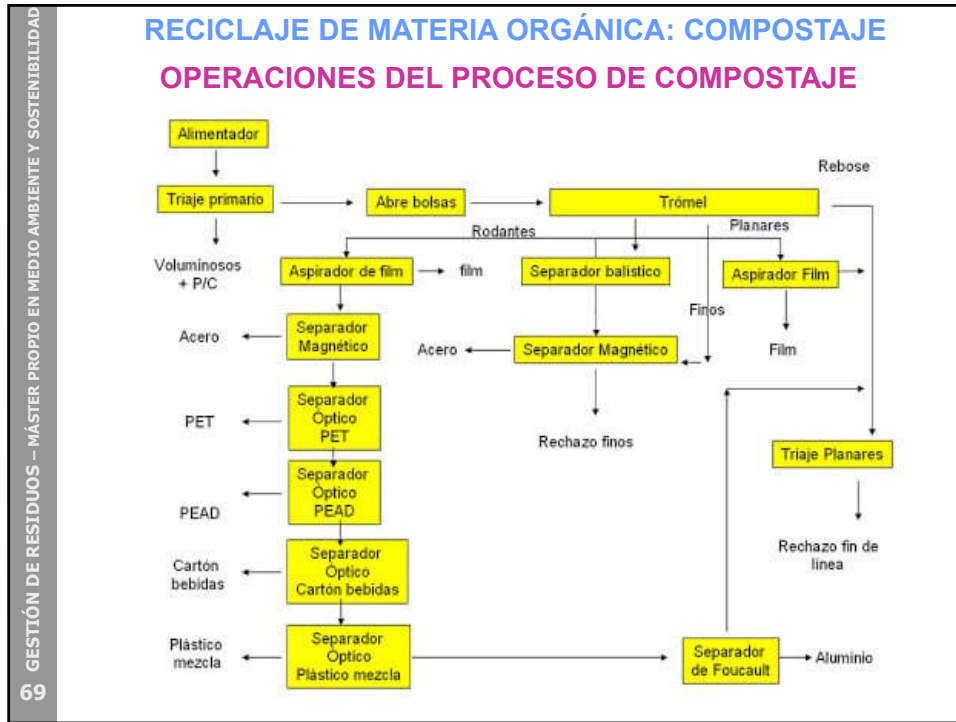 GESTIÓN DE RESIDUOS – MÁSTER PROPIO EN MEDIO AMBIENTE Y SOSTENIBILIDAD
69
RECICLAJE DE MATERIA ORGÁNICA: COMPOSTAJE
OPERACIONES DEL PROCESO DE COMPOSTAJE
Alimentador
Rebose
Triaje primario
Abre bolsas
Trómel
Rodantes
Planares
Voluminosos
+ P/C
Aspirador de film
film
Separador balístico
Aspirador Film
Finos
Acero
Separador
Magnético
Acero
Separador Magnético
Film
PET
Separador
Óptico
PET
Rechazo finos
Triaje Planares
PEAD
Separador
Óptico
PEAD
Rechazo fin de
línea
Cartón
bebidas
Separador
Óptico
Cartón bebidas
Plástico
mezcla
Separador
Óptico
Plástico mezcla
Separador
de Foucault
Aluminio